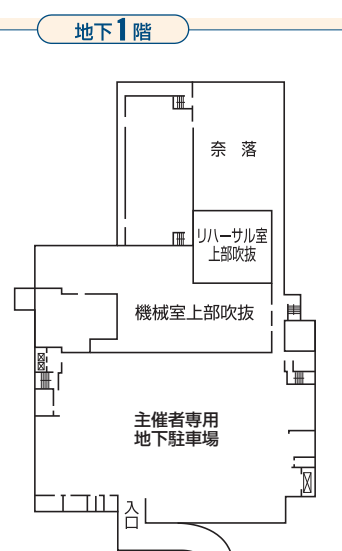 地下1階
奈 落
リハーサル室
上部吹抜
機械室上部吹抜
主催者専用
地下駐車場
入口